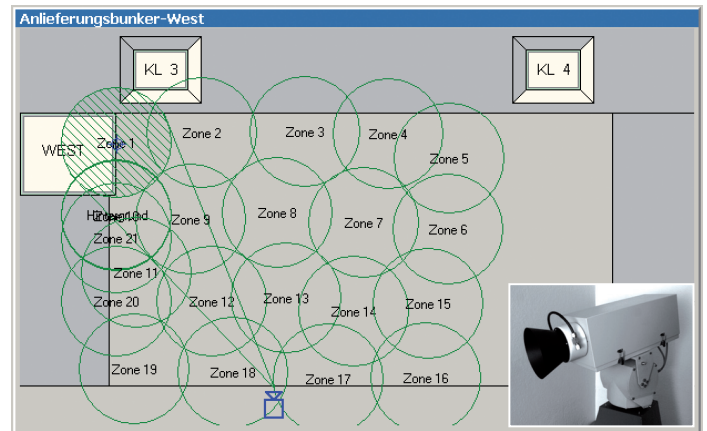 Anlieferungsbunker-West
KL 3
KL 4
WEST
Zone 1
Zone 2
Zone 3
Zone 4
Zone 5
Zone 9
Zone 8
Zone 7
Zone 6
Zone 21
Zone 11
Zone 20
Zone 12
Zone 13
Zone 14
Zone 15
Zone 19
Zone 18
Zone 17
Zone 16